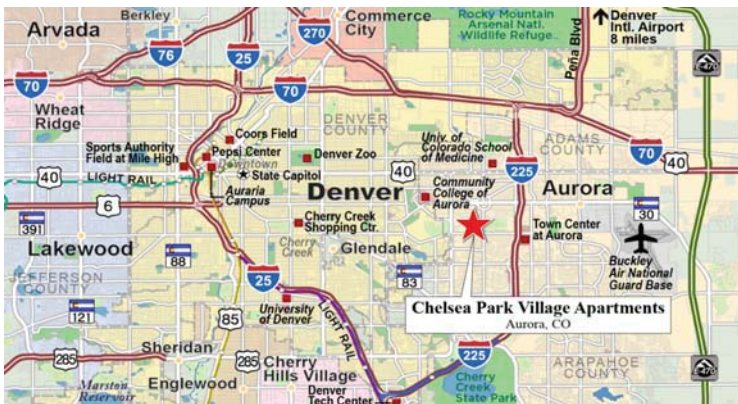 Arvada
Berkley
76
25
270
Commerce
City
Rocky Mountain
Arsenal Natl.
Wildlife Refuge
Peña Blvd
Denver
Intl. Airport
8 miles
E-470
70
70
Wheat
Ridge
Coors Field
DENVER
COUNTY
Univ. of
Colorado School
of Medicine
ADAMS
COUNTY
70
40
Sports Authority
Field at Mile High
Pepsi Center
Downtown
Denver Zoo
40
225
40
LIGHT RAIL
State Capitol
Auraria
Campus
Denver
Community
College of
Aurora
Aurora
6
30
391
Cherry Creek
Shopping Ctr.
Town Center
at Aurora
Lakewood
88
Cherry
Creek
Glendale
Buckley
Air National
Guard Base
JEFFERSON
COUNTY
25
83
121
University
of Denver
LIGHT RAIL
Chelsea Park Village Apartments
Aurora, CO
85
285
Sheridan
285
225
ARAPAHOE
COUNTY
Marston
Reservoir
Englewood
Cherry
Hills Village
Denver
Tech Center
Cherry
Creek
State Park